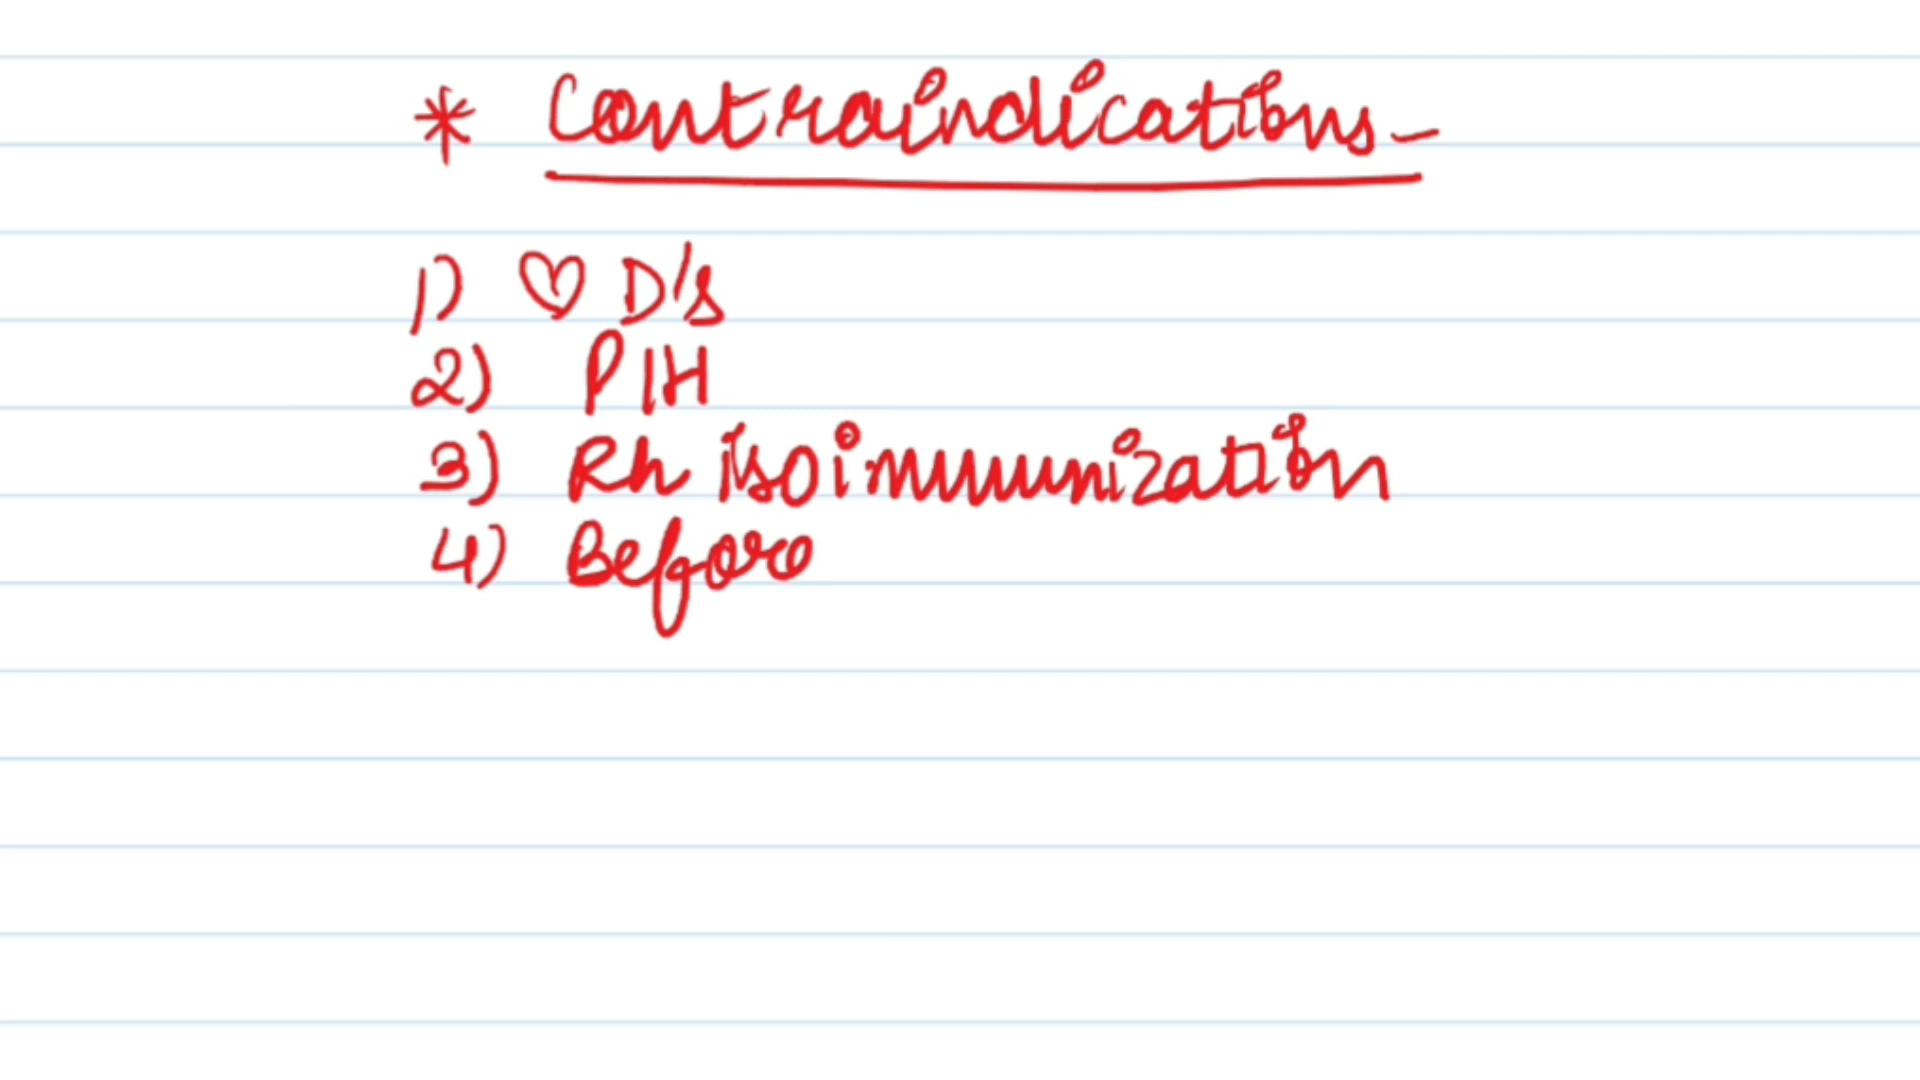 * Contraindications -
1) ♡ D/s
2) PIH
3) Rh isoimmunization
4) Before